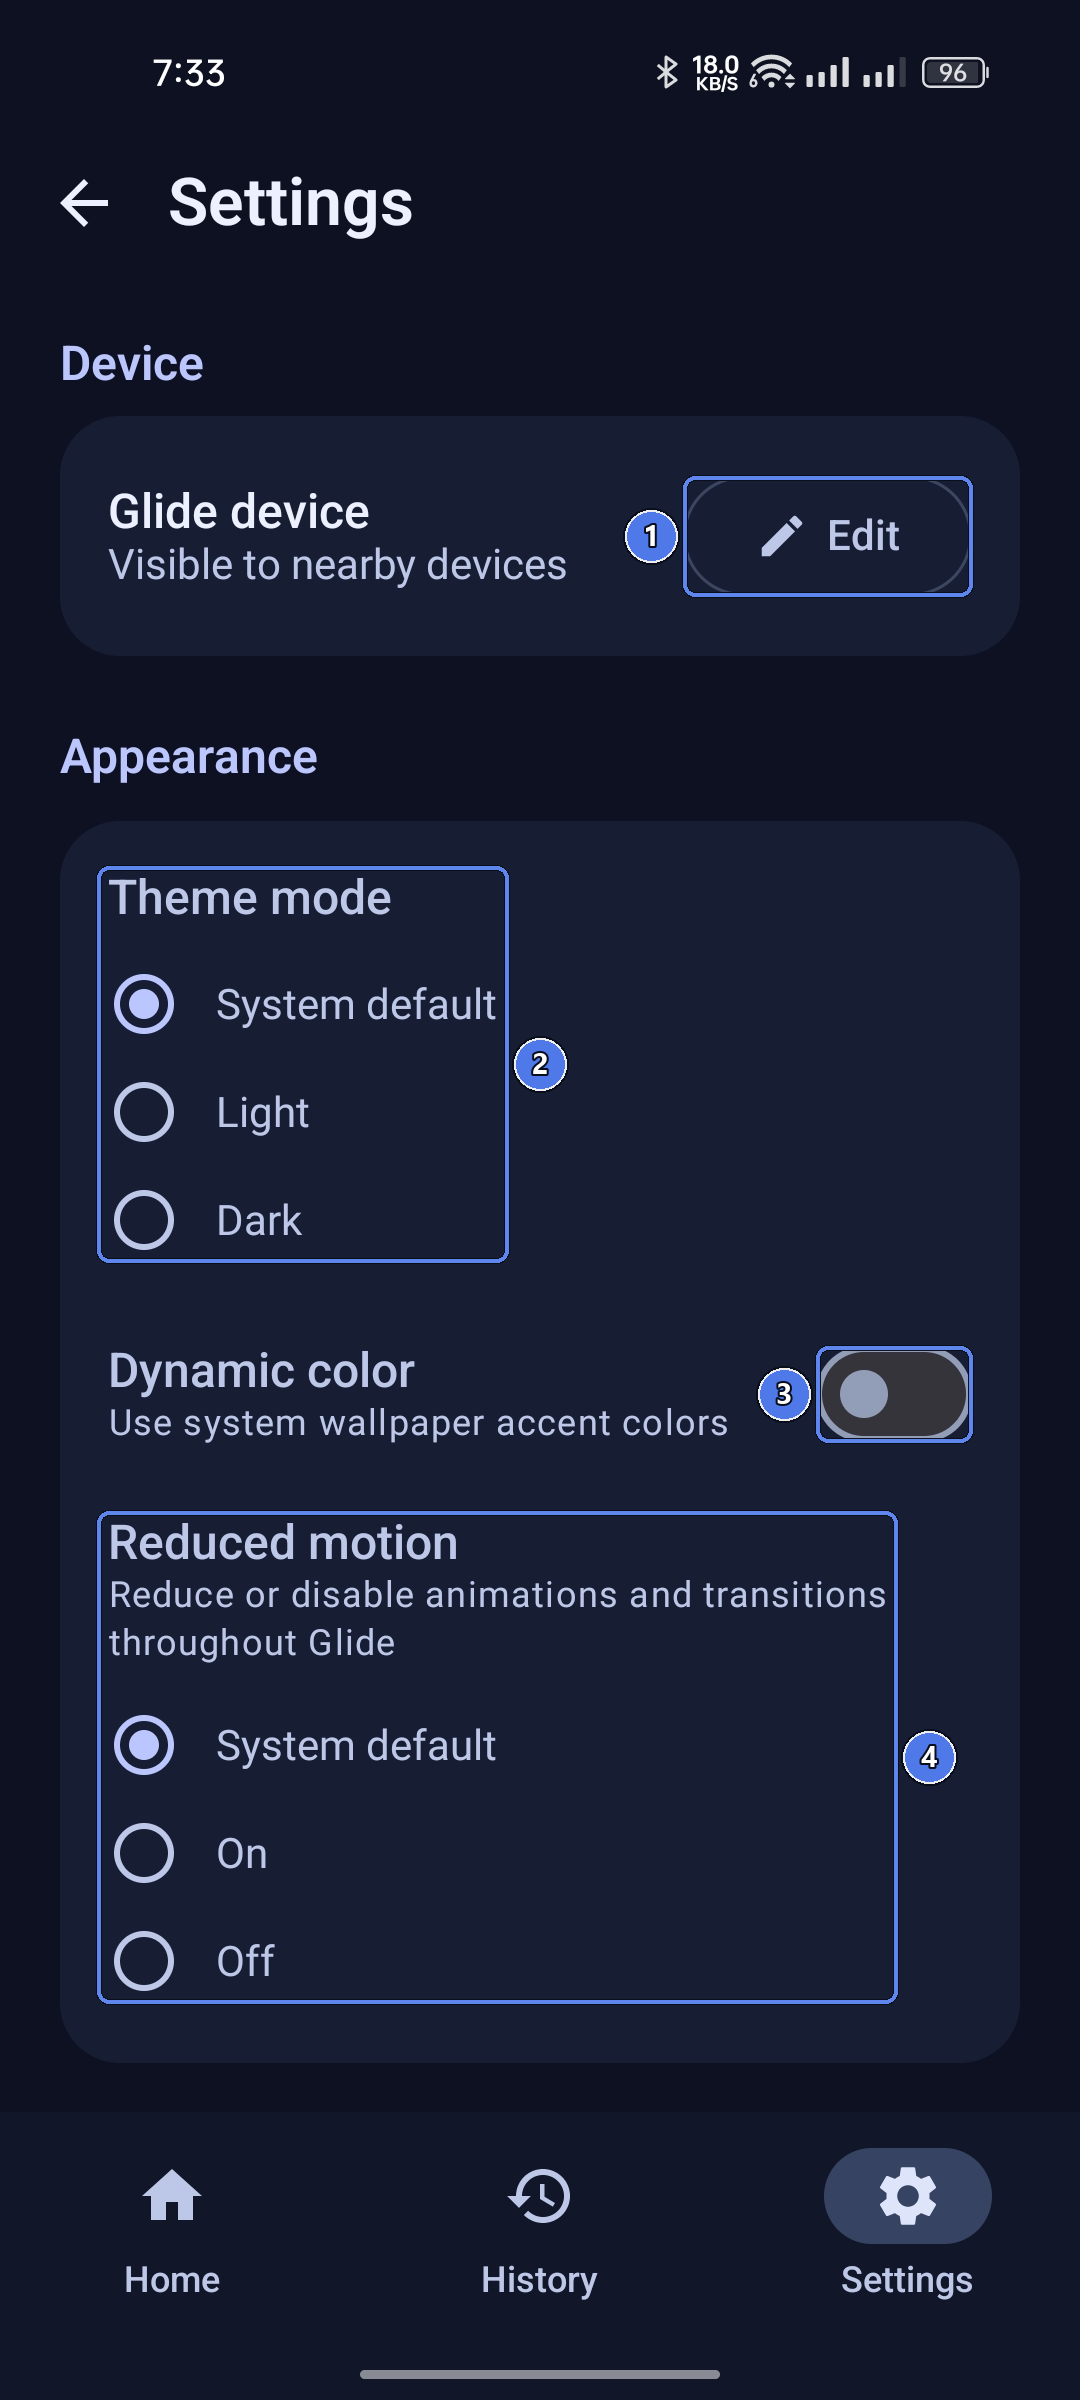 7:33
18.0
KB/S
6
96
Settings
Device
Glide device
Visible to nearby devices
1
Edit
Appearance
Theme mode
System default
2
Light
Dark
Dynamic color
Use system wallpaper accent colors
3
Reduced motion
Reduce or disable animations and transitions
throughout Glide
System default
4
On
Off
Home
History
Settings